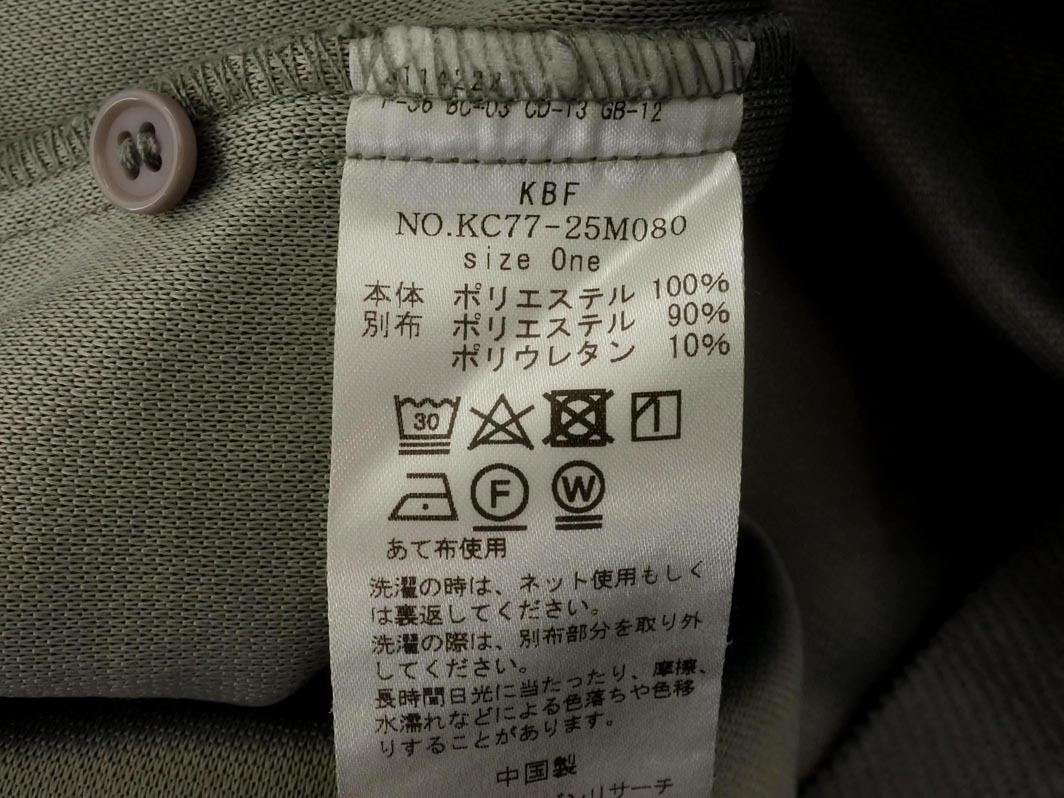 BC-03 CD-13 GB-12
KBF
NO.KC77-25M080
size One
本体 ポリエステル 100%
別布 ポリエステル 90%
ポリウレタン 10%
30
F W
あて布使用
洗濯の時は、ネット使用もしく
は裏返してください。
洗濯の際は、別布部分を取り外
してください。
長時間日光に当たったり、摩擦、
水濡れなどによる色落ちや色移
りすることがあります。
中国製